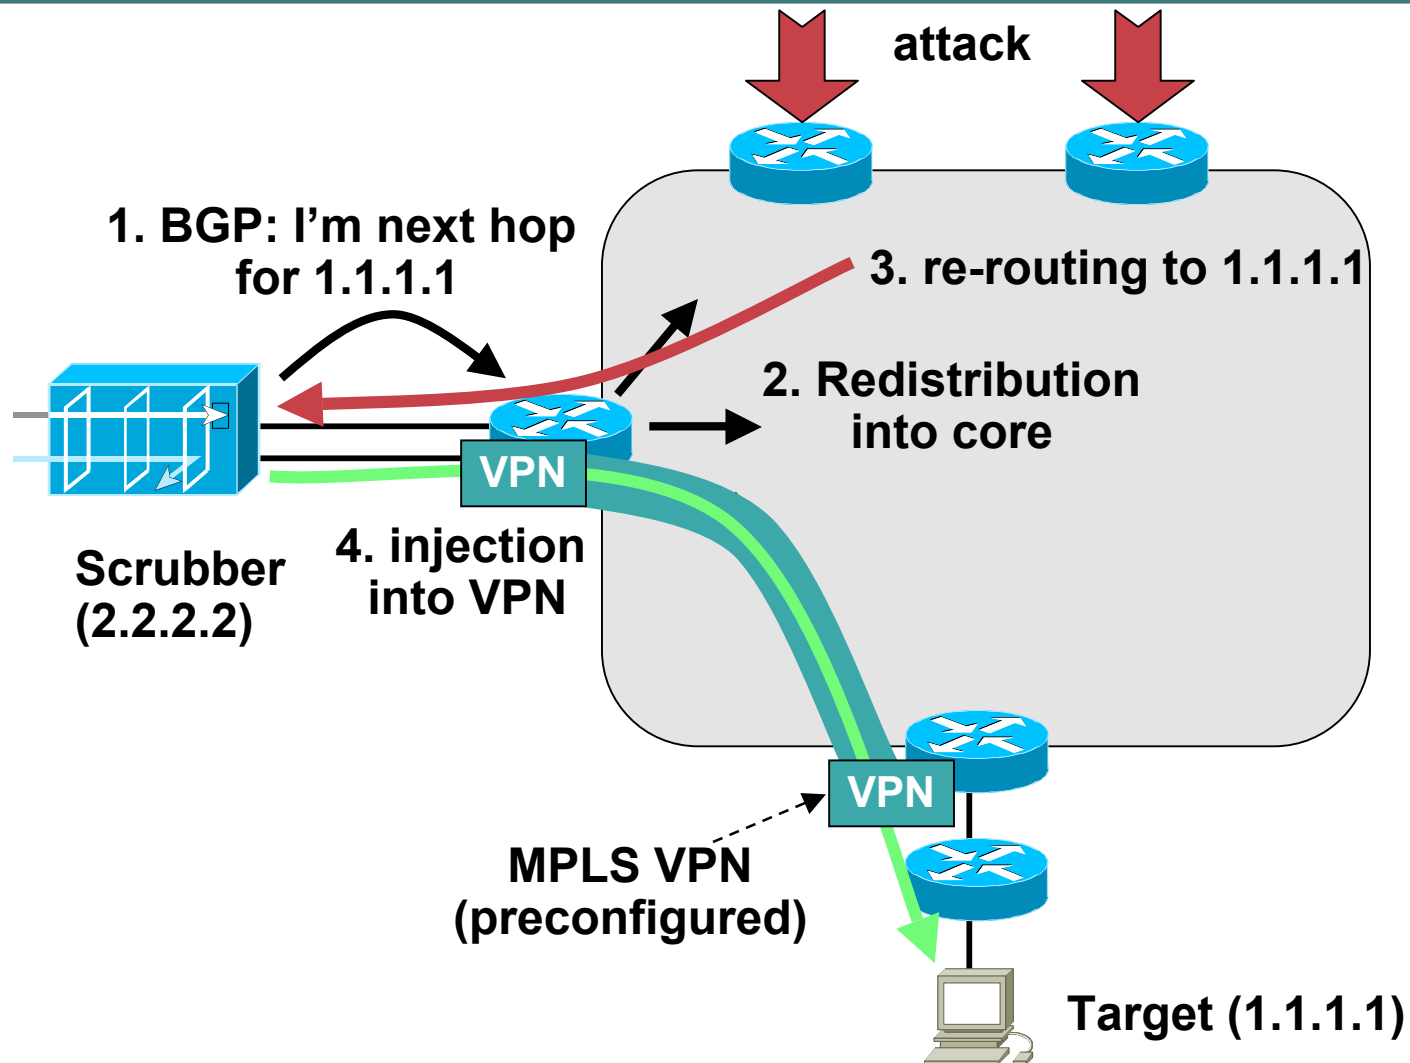 attack
1. BGP: I’m next hop
for 1.1.1.1
3. re-routing to 1.1.1.1
2. Redistribution
into core
VPN
4. injection
into VPN
Scrubber
(2.2.2.2)
VPN
MPLS VPN
(preconfigured)
Target (1.1.1.1)